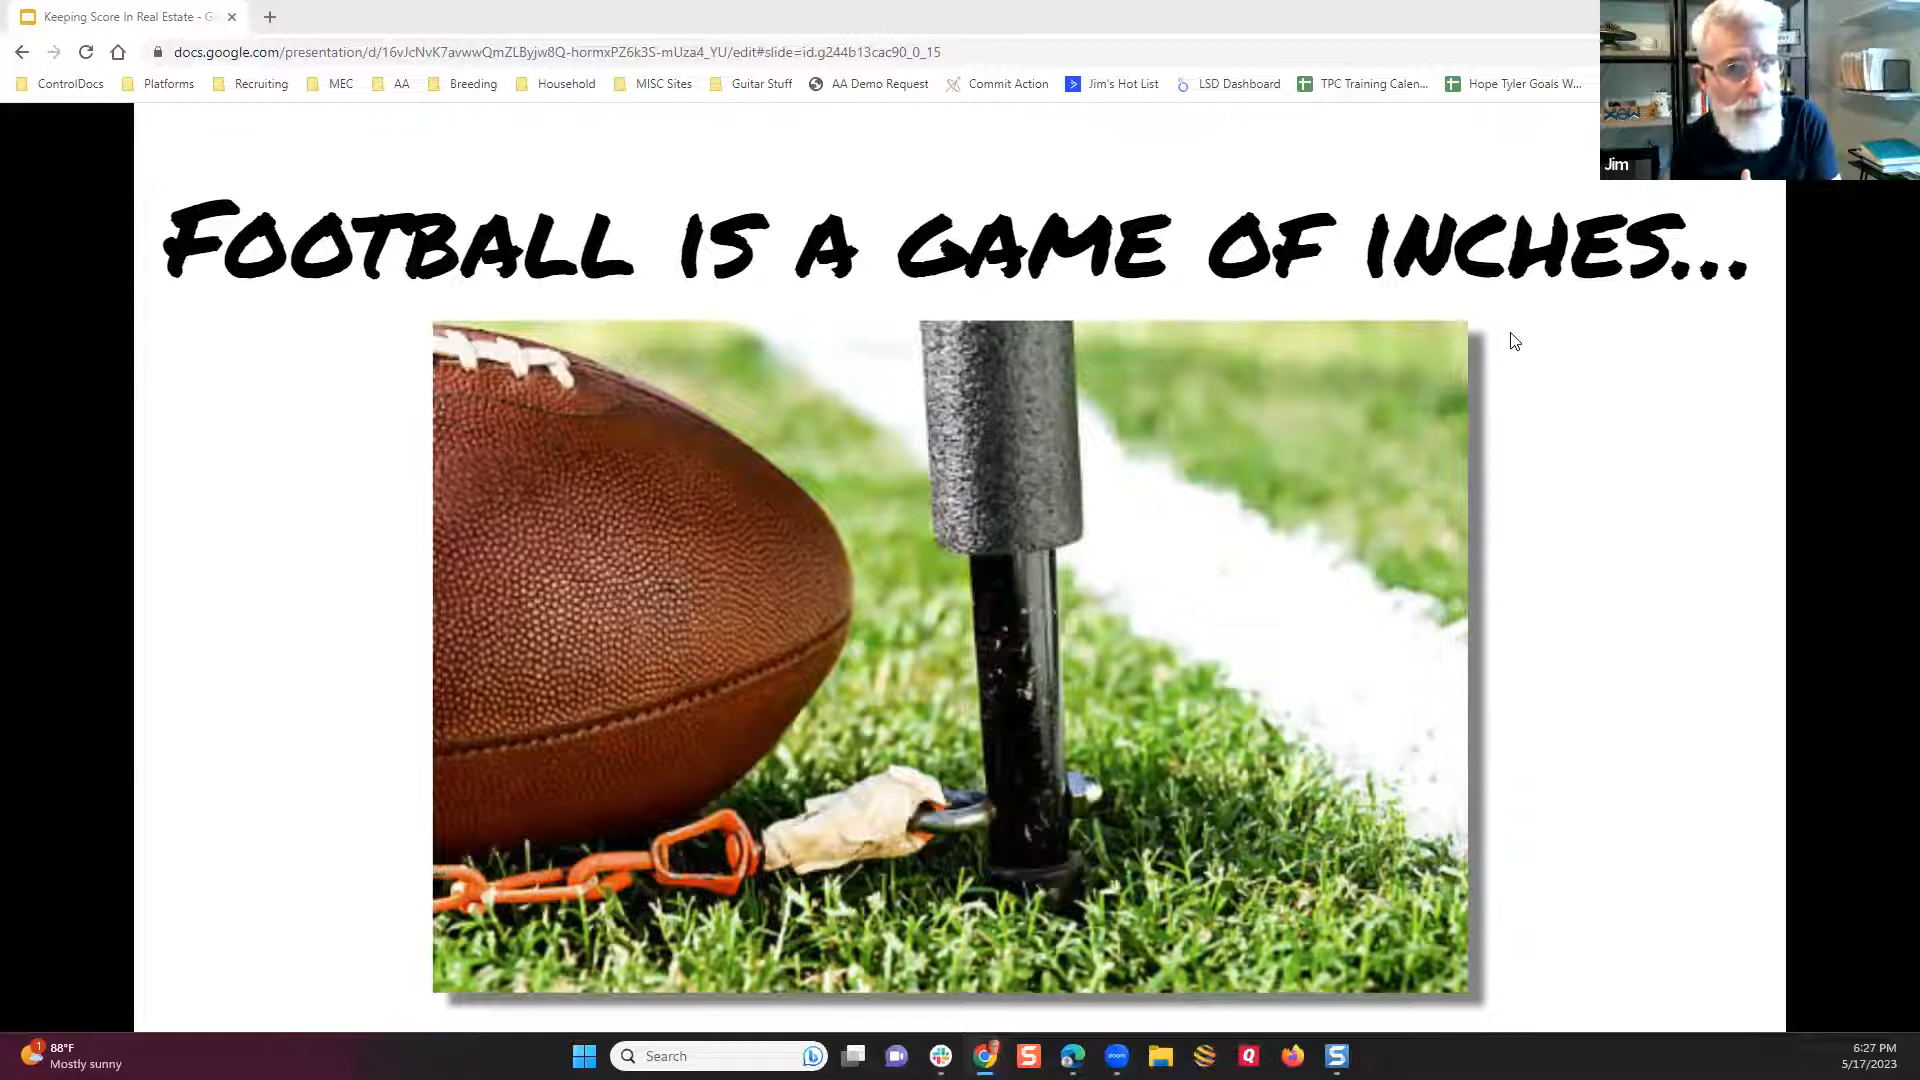 Keeping Score In Real Estate - G
docs.google.com/presentation/d/16vJcNvK7avwwQmZLByjw8Q-hormxPZ6k3S-mUza4_YU/edit#slide=id.g244b13cac90_0_15
ControlDocs Platforms Recruiting MEC AA Breeding Household MISC Sites Guitar Stuff AA Demo Request Commit Action Jim's Hot List LSD Dashboard TPC Training Calen... Hope Tyler Goals W...
Jim
FOOTBALL IS A GAME OF INCHES...
1
88°F
Mostly sunny
Search
zoom
6:27 PM
5/17/2023